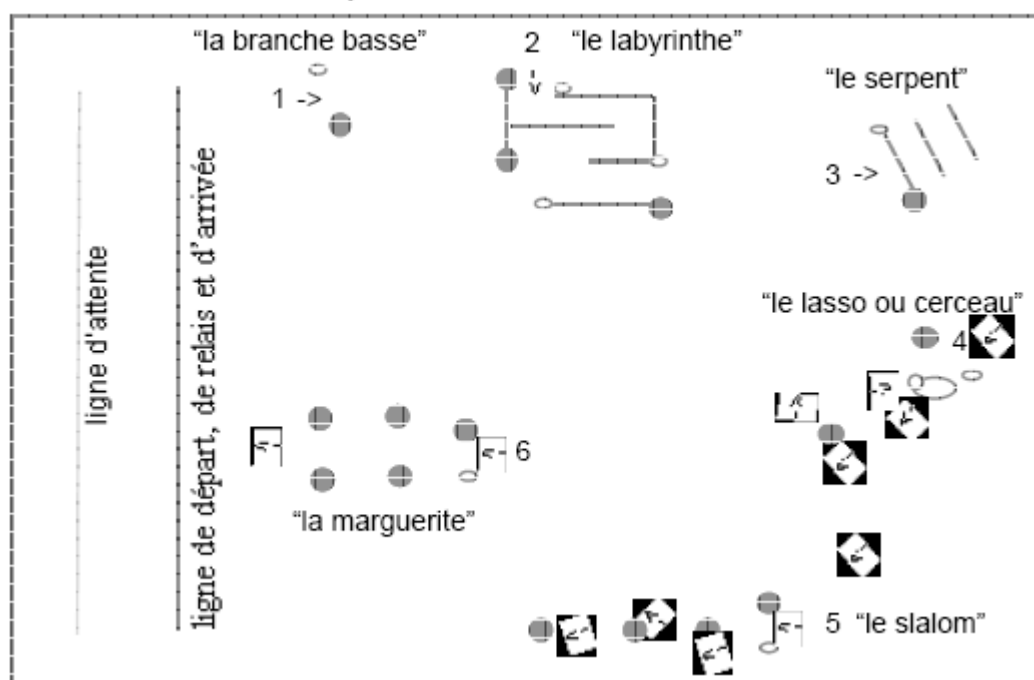 "la branche basse"
1 ->
2 "le labyrinthe"
"le serpent"
3 ->
"le lasso ou cerceau"
4
ligne d'attente
ligne de départ, de relais et d'arrivée
6
"la marguerite"
5 "le slalom"